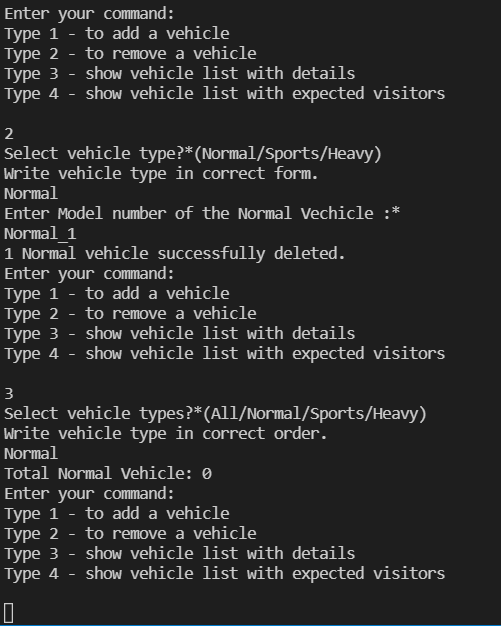 Enter your command:
Type 1 - to add a vehicle
Type 2 - to remove a vehicle
Type 3 - show vehicle list with details
Type 4 - show vehicle list with expected visitors
2
Select vehicle type?*(Normal/Sports/Heavy)
Write vehicle type in correct form.
Normal
Enter Model number of the Normal Vechicle :*
Normal_1
1 Normal vehicle successfully deleted.
Enter your command:
Type 1 - to add a vehicle
Type 2 - to remove a vehicle
Type 3 - show vehicle list with details
Type 4 - show vehicle list with expected visitors
3
Select vehicle types?*(All/Normal/Sports/Heavy)
Write vehicle type in correct order.
Normal
Total Normal Vehicle: 0
Enter your command:
Type 1 - to add a vehicle
Type 2 - to remove a vehicle
Type 3 - show vehicle list with details
Type 4 - show vehicle list with expected visitors